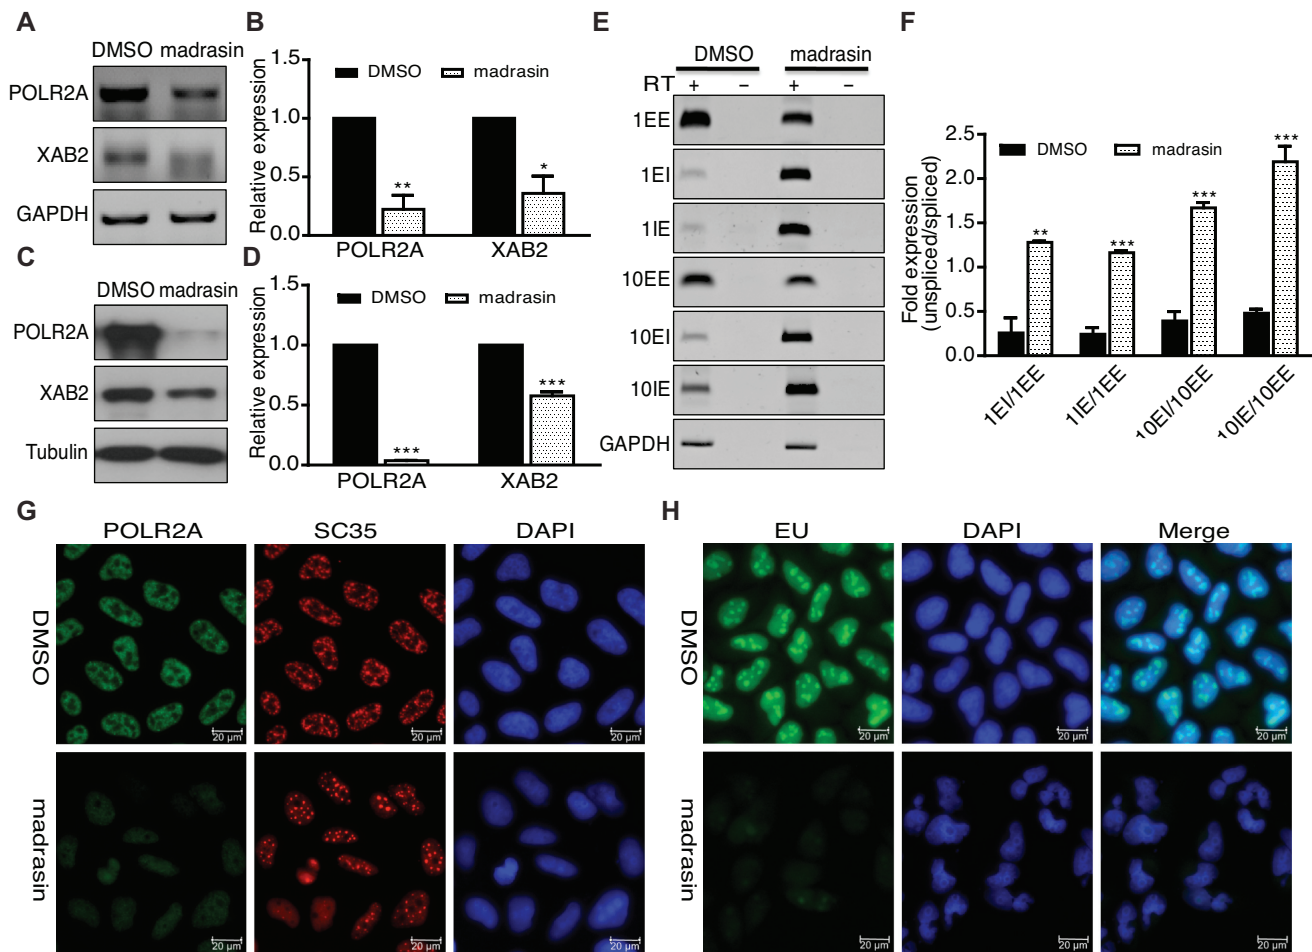 A
DMSO madrasin
POLR2A
XAB2
GAPDH
B
Relative expression
1.5
1.0
0.5
0.0
DMSO madrasin
**
*
POLR2A XAB2
C
DMSO madrasin
POLR2A
XAB2
Tubulin
D
Relative expression
1.5
1.0
0.5
0.0
DMSO madrasin
***
***
POLR2A XAB2
E
DMSO madrasin
RT + − + −
1EE
1EI
1IE
10EE
10EI
10IE
GAPDH
F
Fold expression
(unspliced/spliced)
2.5
2.0
1.5
1.0
0.5
0.0
DMSO madrasin
**
***
***
***
1EI/1EE
1IE/1EE
10EI/10EE
10IE/10EE
G
POLR2A SC35 DAPI
DMSO
20 µm 20 µm 20 µm
madrasin
20 µm 20 µm 20 µm
H
EU DAPI Merge
DMSO
20 µm 20 µm 20 µm
madrasin
20 µm 20 µm 20 µm